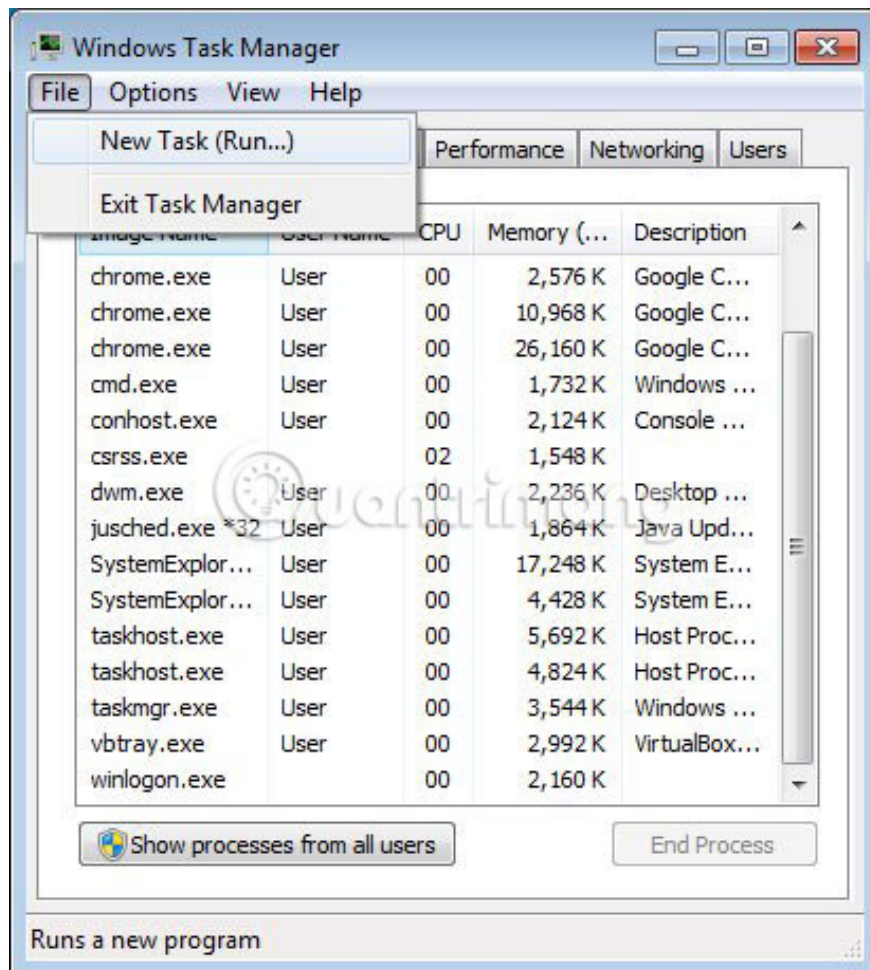 Windows Task Manager
File Options View Help
New Task (Run...)
Exit Task Manager
Performance Networking Users
Image Name User Name CPU Memory (... Description
chrome.exe User 00 2,576 K Google C...
chrome.exe User 00 10,968 K Google C...
chrome.exe User 00 26,160 K Google C...
cmd.exe User 00 1,732 K Windows ...
conhost.exe User 00 2,124 K Console ...
csrss.exe 02 1,548 K
dwm.exe User 00 2,236 K Desktop ...
Quantrimang
jusched.exe *32 User 00 1,864 K Java Upd...
SystemExplor... User 00 17,248 K System E...
SystemExplor... User 00 4,428 K System E...
taskhost.exe User 00 5,692 K Host Proc...
taskhost.exe User 00 4,824 K Host Proc...
taskmgr.exe User 00 3,544 K Windows ...
vbtray.exe User 00 2,992 K VirtualBox...
winlogon.exe 00 2,160 K
Show processes from all users End Process
Runs a new program